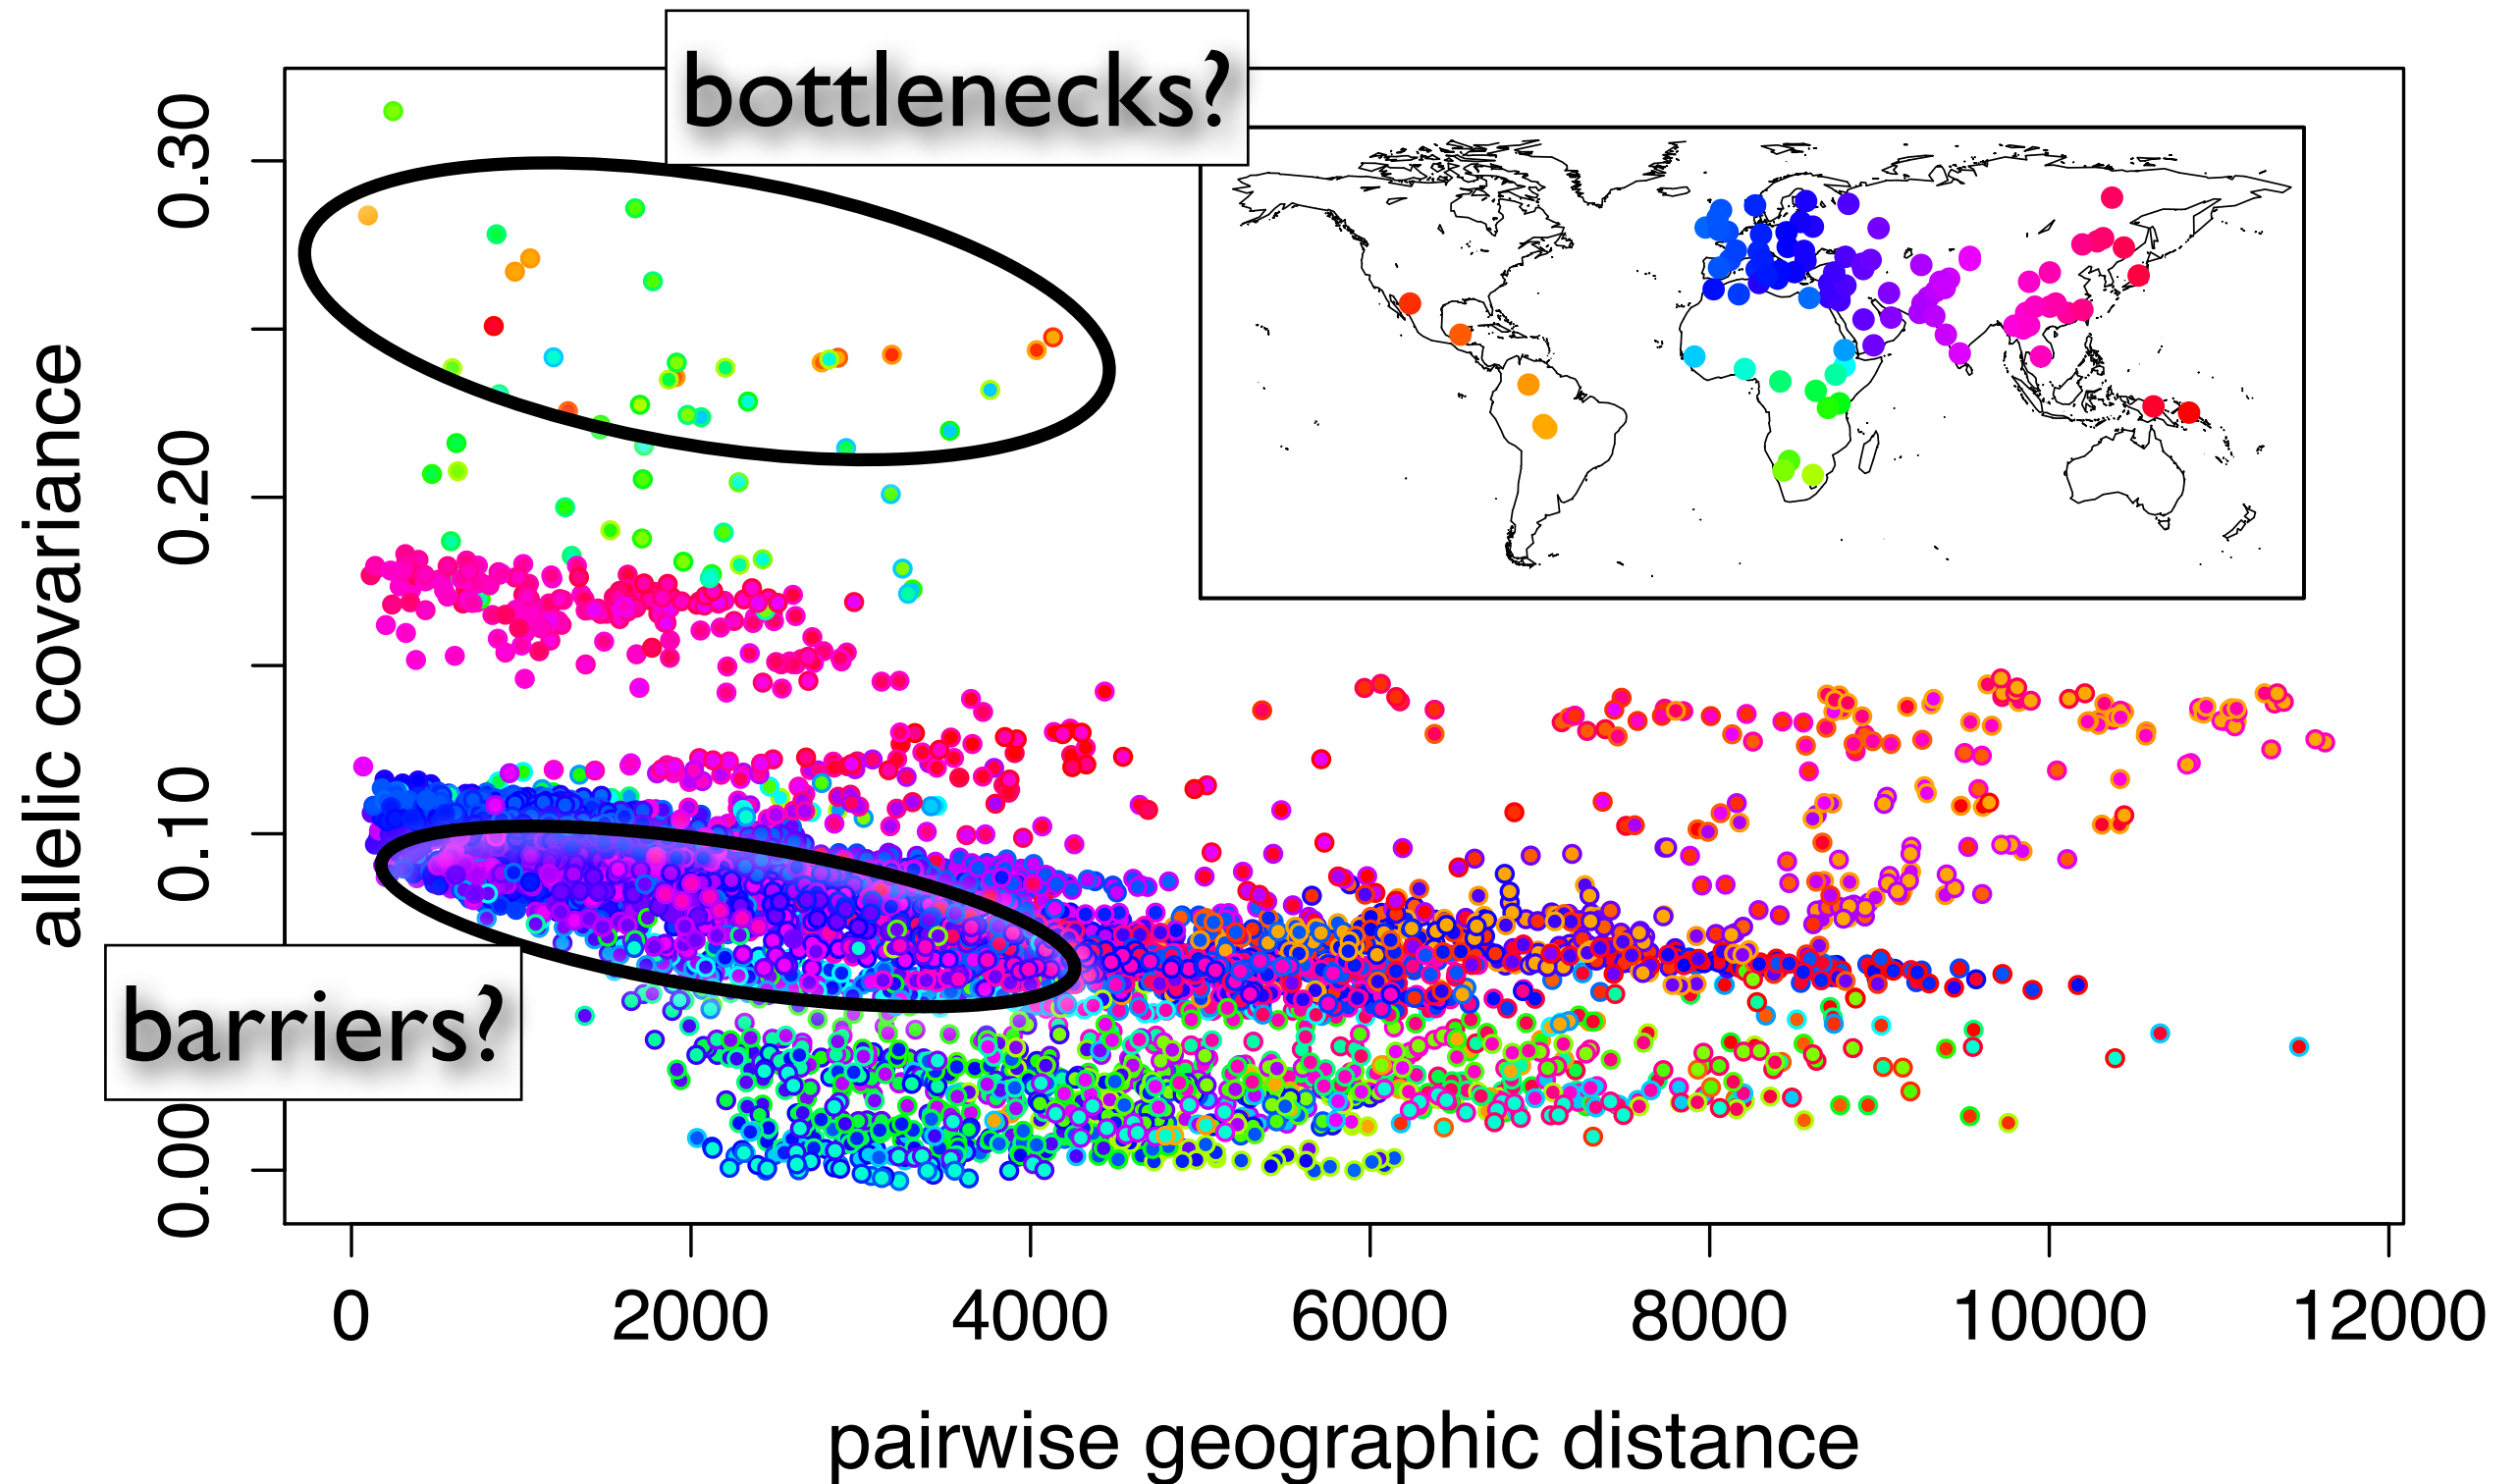 bottlenecks?
allelic covariance
0.30
0.20
0.10
0.00
barriers?
0 2000 4000 6000 8000 10000 12000
pairwise geographic distance